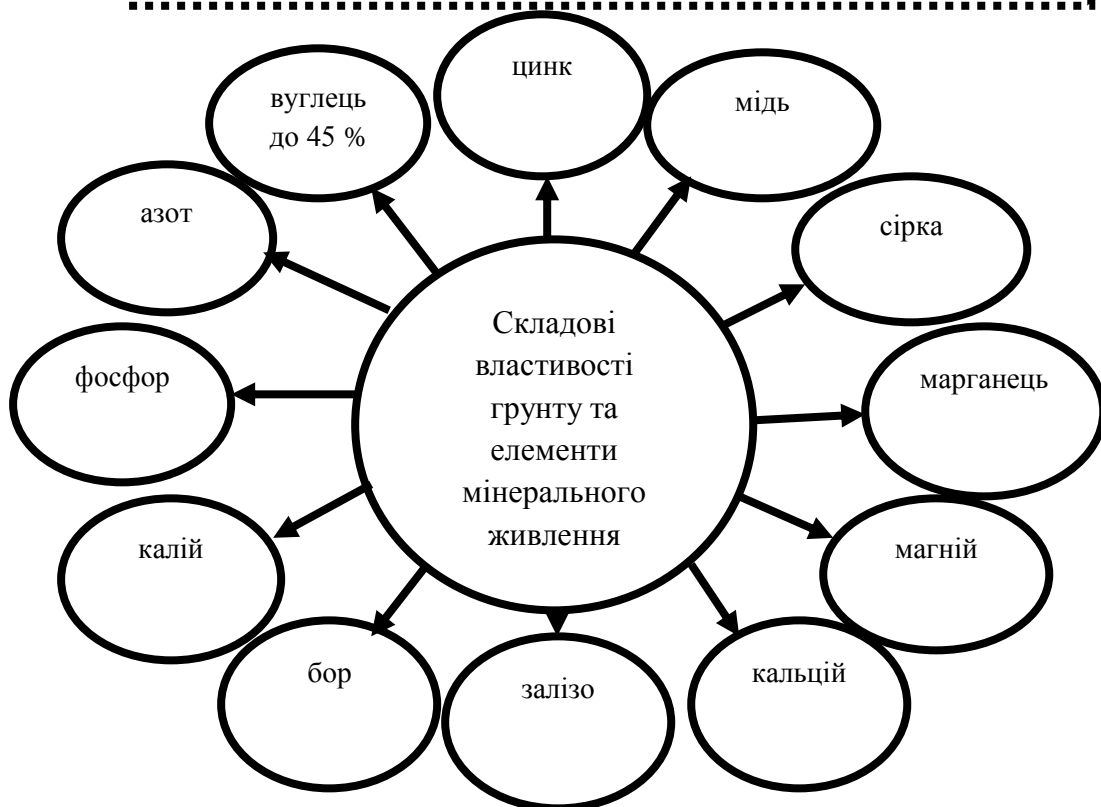 цинк
вуглець
до 45 %
мідь
азот
сірка
Складові
властивості
грунту та
елементи
мінерального
живлення
фосфор
марганець
калій
магній
бор
залізо
кальцій